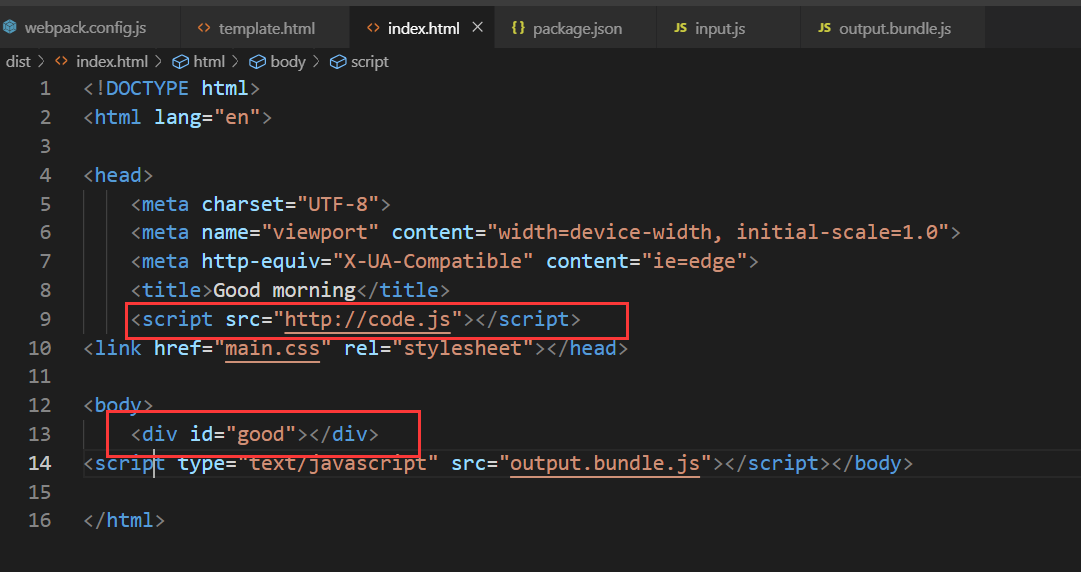 webpack.config.js template.html index.html package.json JS input.js JS output.bundle.js
dist > index.html > html > body > script
1 <!DOCTYPE html>
2 <html lang="en">
3
4 <head>
5 <meta charset="UTF-8">
6 <meta name="viewport" content="width=device-width, initial-scale=1.0">
7 <meta http-equiv="X-UA-Compatible" content="ie=edge">
8 <title>Good morning</title>
9 <script src="http://code.js"></script>
10 <link href="main.css" rel="stylesheet"></head>
11
12 <body>
13 <div id="good"></div>
14 <script type="text/javascript" src="output.bundle.js"></script></body>
15
16 </html>